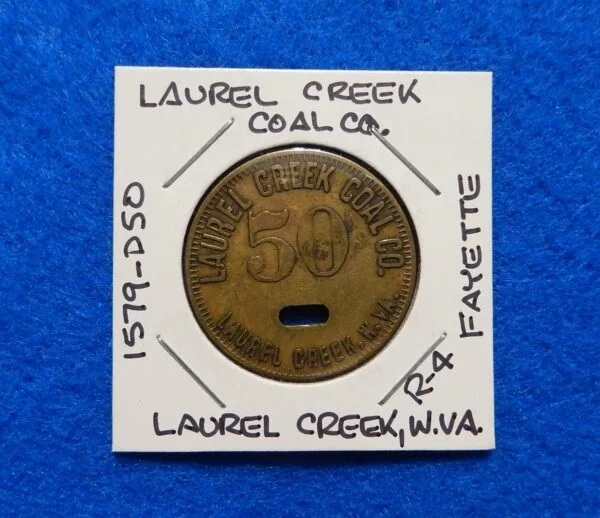 LAUREL CREEK
COAL CO.
1579-D50
LAUREL CREEK COAL CO.
50
LAUREL CREEK, W. VA.
R-4 FAYETTE
LAUREL CREEK, W.VA.